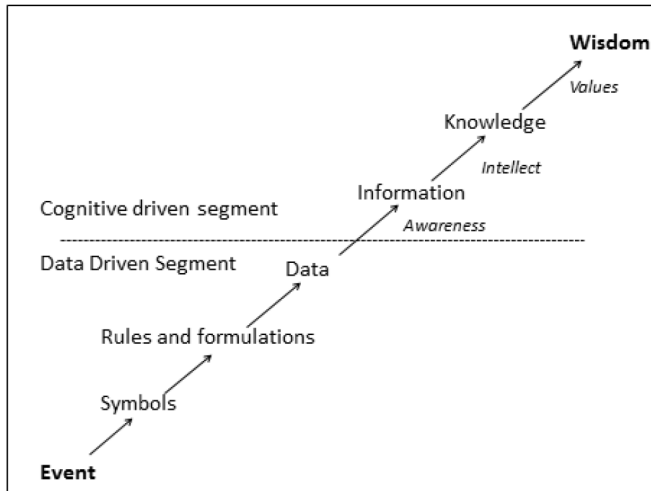 Wisdom
Values
Knowledge
Intellect
Information
Cognitive driven segment
Awareness
Data Driven Segment
Data
Rules and formulations
Symbols
Event